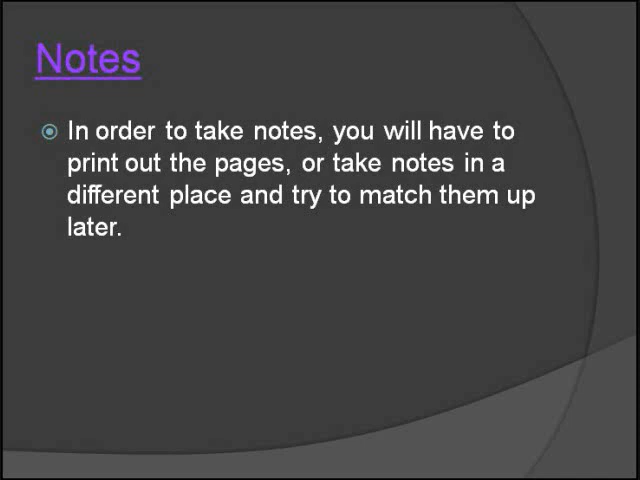 Notes
In order to take notes, you will have to
print out the pages, or take notes in a
different place and try to match them up
later.